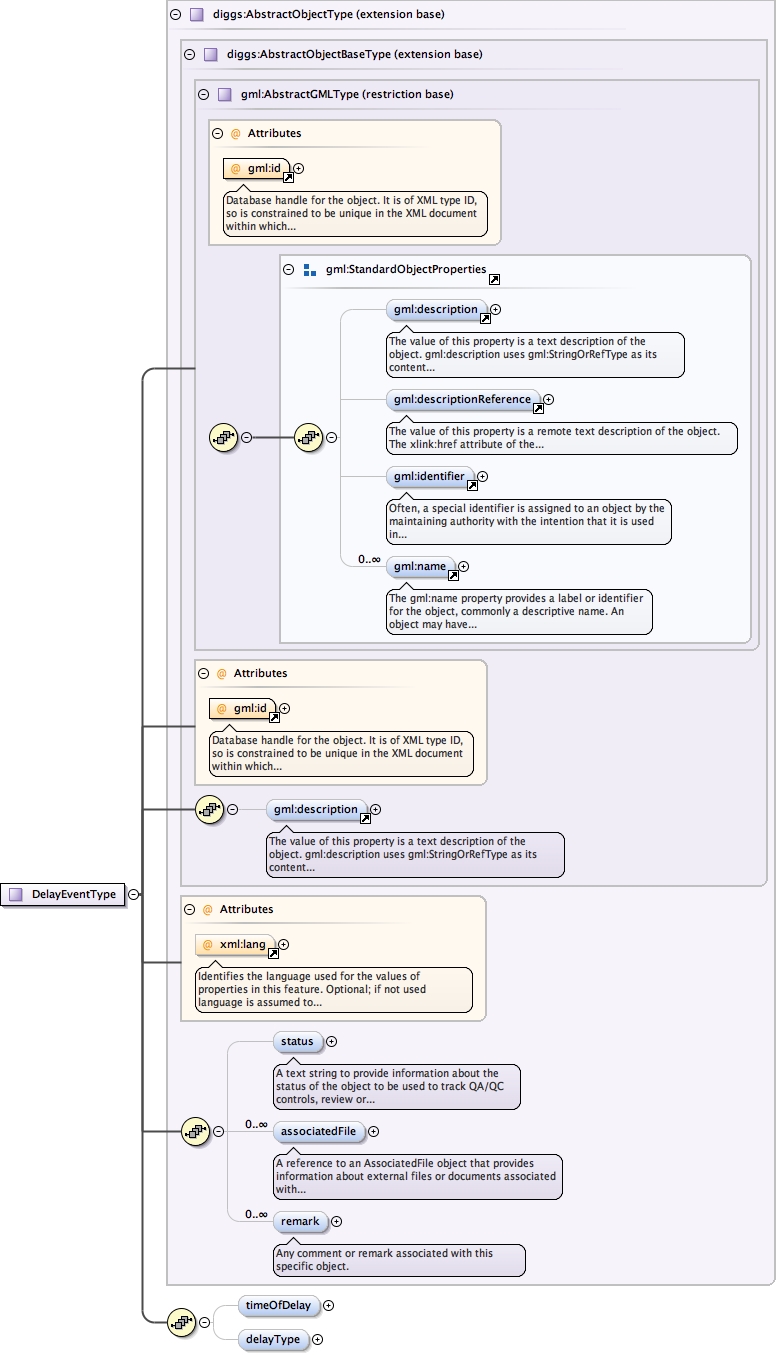 diggs:AbstractObjectType (extension base)
diggs:AbstractObjectBaseType (extension base)
gml:AbstractGMLType (restriction base)
@ Attributes
@ gml:id
Database handle for the object. It is of XML type ID,
so is constrained to be unique in the XML document
within which...
gml:StandardObjectProperties
gml:description
The value of this property is a text description of the
object. gml:description uses gml:StringOrRefType as its
content...
gml:descriptionReference
The value of this property is a remote text description of the object.
The xlink:href attribute of the...
gml:identifier
Often, a special identifier is assigned to an object by the
maintaining authority with the intention that it is used
in...
0..∞
gml:name
The gml:name property provides a label or identifier
for the object, commonly a descriptive name. An
object may have...
@ Attributes
@ gml:id
Database handle for the object. It is of XML type ID,
so is constrained to be unique in the XML document
within which...
gml:description
The value of this property is a text description of the
object. gml:description uses gml:StringOrRefType as its
content...
DelayEventType
@ Attributes
@ xml:lang
Identifies the language used for the values of
properties in this feature. Optional; if not used
language is assumed to...
status
A text string to provide information about the
status of the object to be used to track QA/QC
controls, review or...
0..∞
associatedFile
A reference to an AssociatedFile object that provides
information about external files or documents associated
with...
0..∞
remark
Any comment or remark associated with this
specific object.
timeOfDelay
delayType